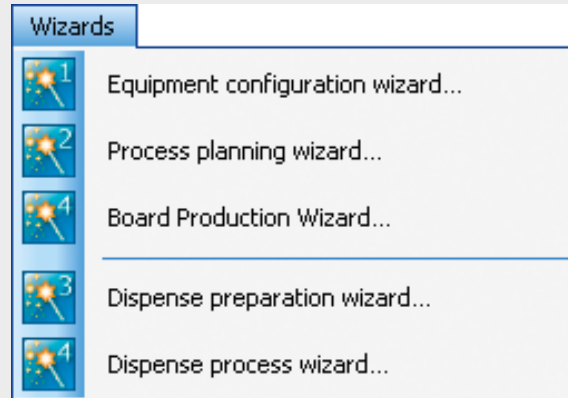 Wizards
1 Equipment configuration wizard...
2 Process planning wizard...
4 Board Production Wizard...
3 Dispense preparation wizard...
4 Dispense process wizard...